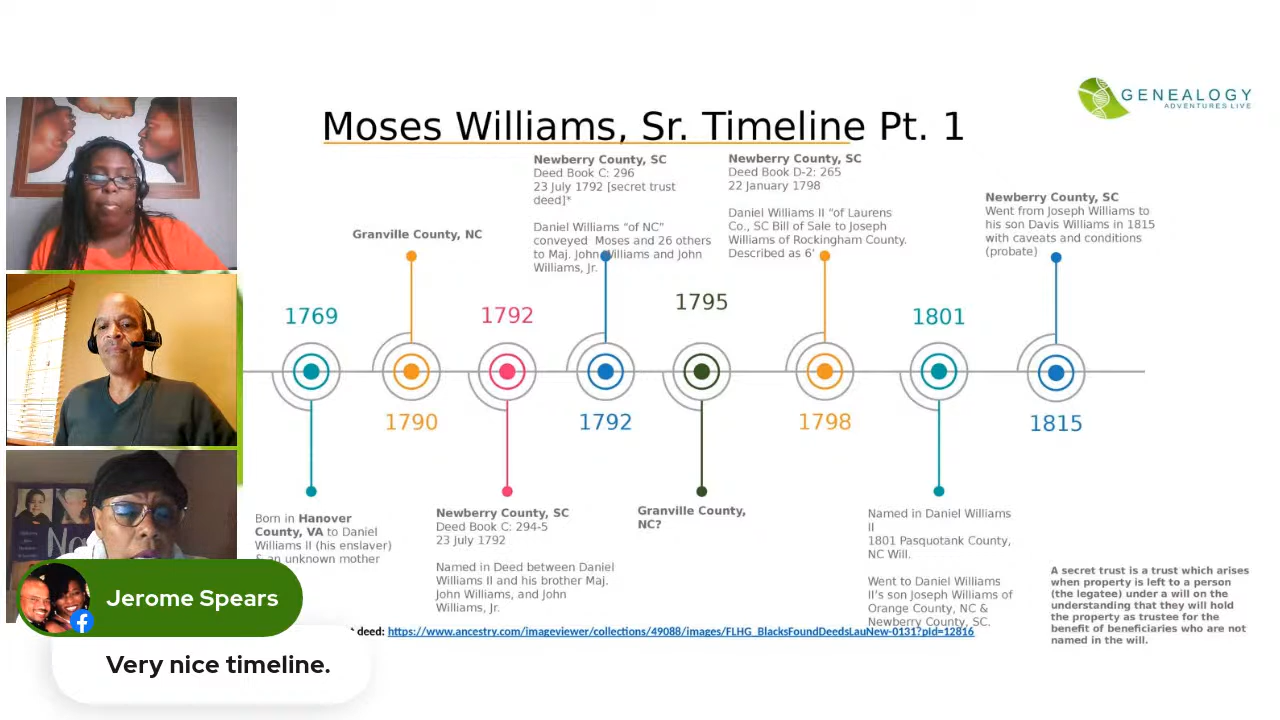 GENEALOGY
ADVENTURES LIVE
Moses Williams, Sr. Timeline Pt. 1
Granville County, NC
Newberry County, SC
Deed Book C: 296
23 July 1792 [secret trust
deed]*
Daniel Williams “of NC”
conveyed Moses and 26 others
to Maj. John Williams and John
Williams, Jr.
Newberry County, SC
Deed Book D-2: 265
22 January 1798
Daniel Williams II “of Laurens
Co., SC Bill of Sale to Joseph
Williams of Rockingham County.
Described as 6’
Newberry County, SC
Went from Joseph Williams to
his son Davis Williams in 1815
with caveats and conditions
(probate)
1769
1790
1792
1792
1795
1798
1801
1815
Born in Hanover
County, VA to Daniel
Williams II (his enslaver)
& an unknown mother
Newberry County, SC
Deed Book C: 294-5
23 July 1792
Named in Deed between Daniel
Williams II and his brother Maj.
John Williams, and John
Williams, Jr.
Granville County,
NC?
Named in Daniel Williams
II
1801 Pasquotank County,
NC Will.
Went to Daniel Williams
II’s son Joseph Williams of
Orange County, NC &
Newberry County, SC.
A secret trust is a trust which arises
when property is left to a person
(the legatee) under a will on the
understanding that they will hold
the property as trustee for the
benefit of beneficiaries who are not
named in the will.
deed: https://www.ancestry.com/imageviewer/collections/49088/images/FLHG_BlacksFoundDeedsLauNew-0131?pId=12816
Jerome Spears
Very nice timeline.